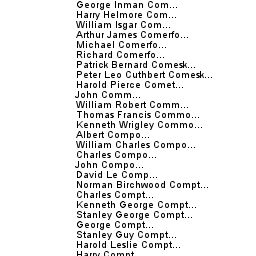 George Inman Com...
Harry Helmore Com...
William Isgar Com...
Arthur James Comerfo...
Michael Comerfo...
Richard Comerfo...
Patrick Bernard Comesk...
Peter Leo Cuthbert Comesk...
Harold Pierce Comet...
John Comm...
William Robert Comm...
Thomas Francis Commo...
Kenneth Wrigley Commo...
Albert Compo...
William Charles Compo...
Charles Compo...
John Compo...
David Le Comp...
Norman Birchwood Compt...
Charles Compt...
Kenneth George Compt...
Stanley George Compt...
George Compt...
Stanley Guy Compt...
Harold Leslie Compt...
Harry Compt...